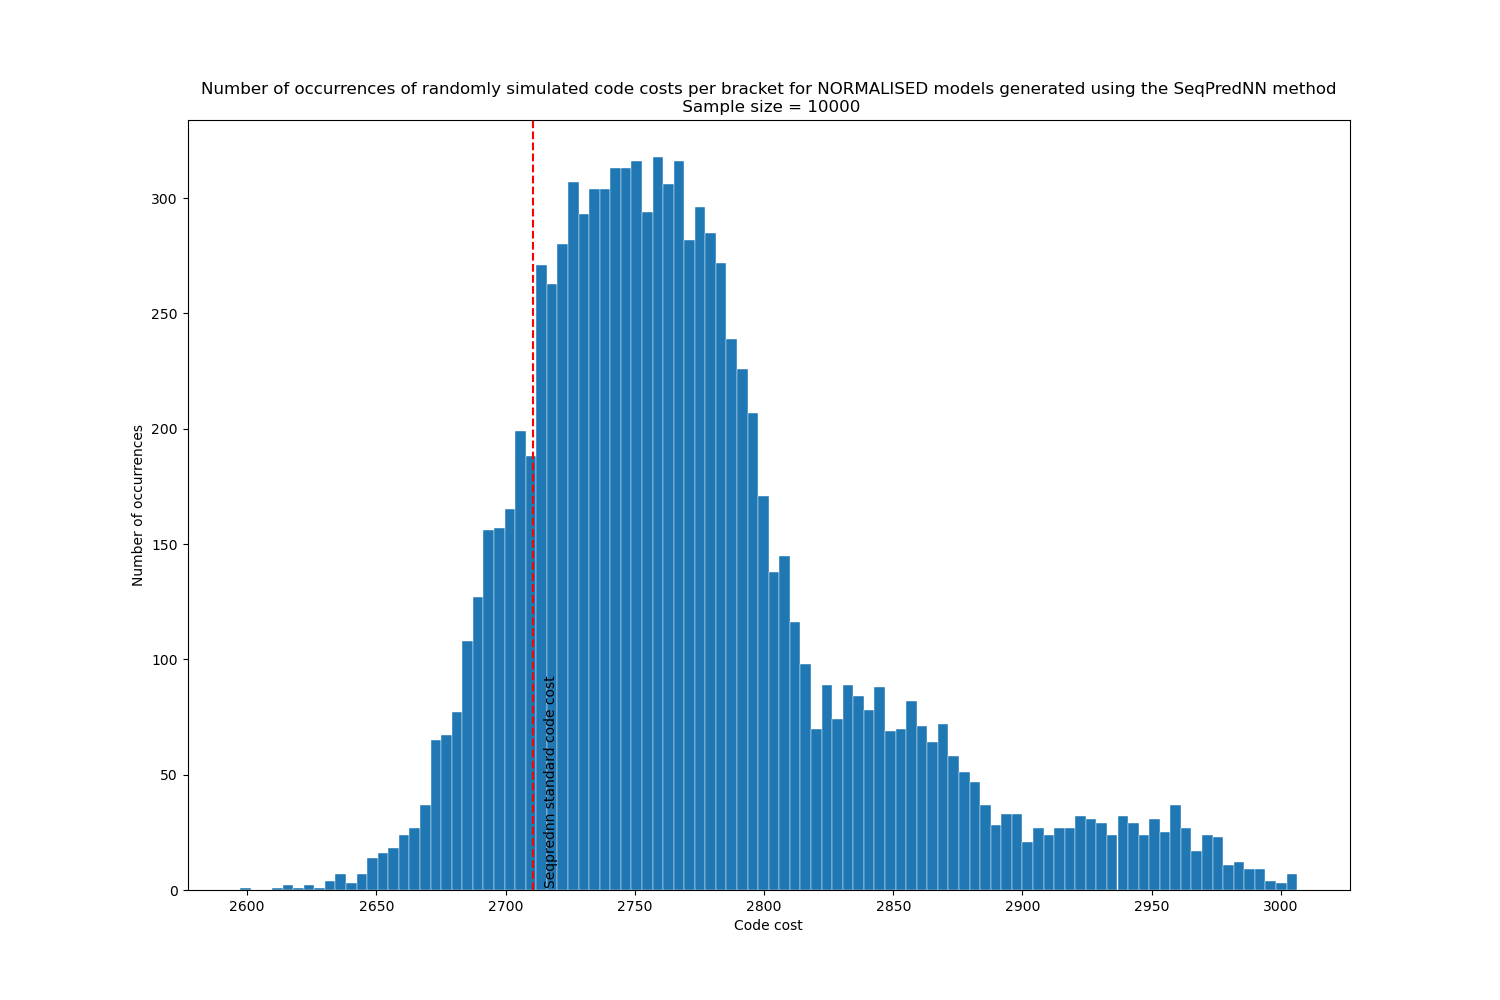 Number of occurrences of randomly simulated code costs per bracket for NORMALISED models generated using the SeqPredNN method
Sample size = 10000
Number of occurrences
300
250
200
150
100
50
0
Seqprednn standard code cost
2600 2650 2700 2750 2800 2850 2900 2950 3000
Code cost